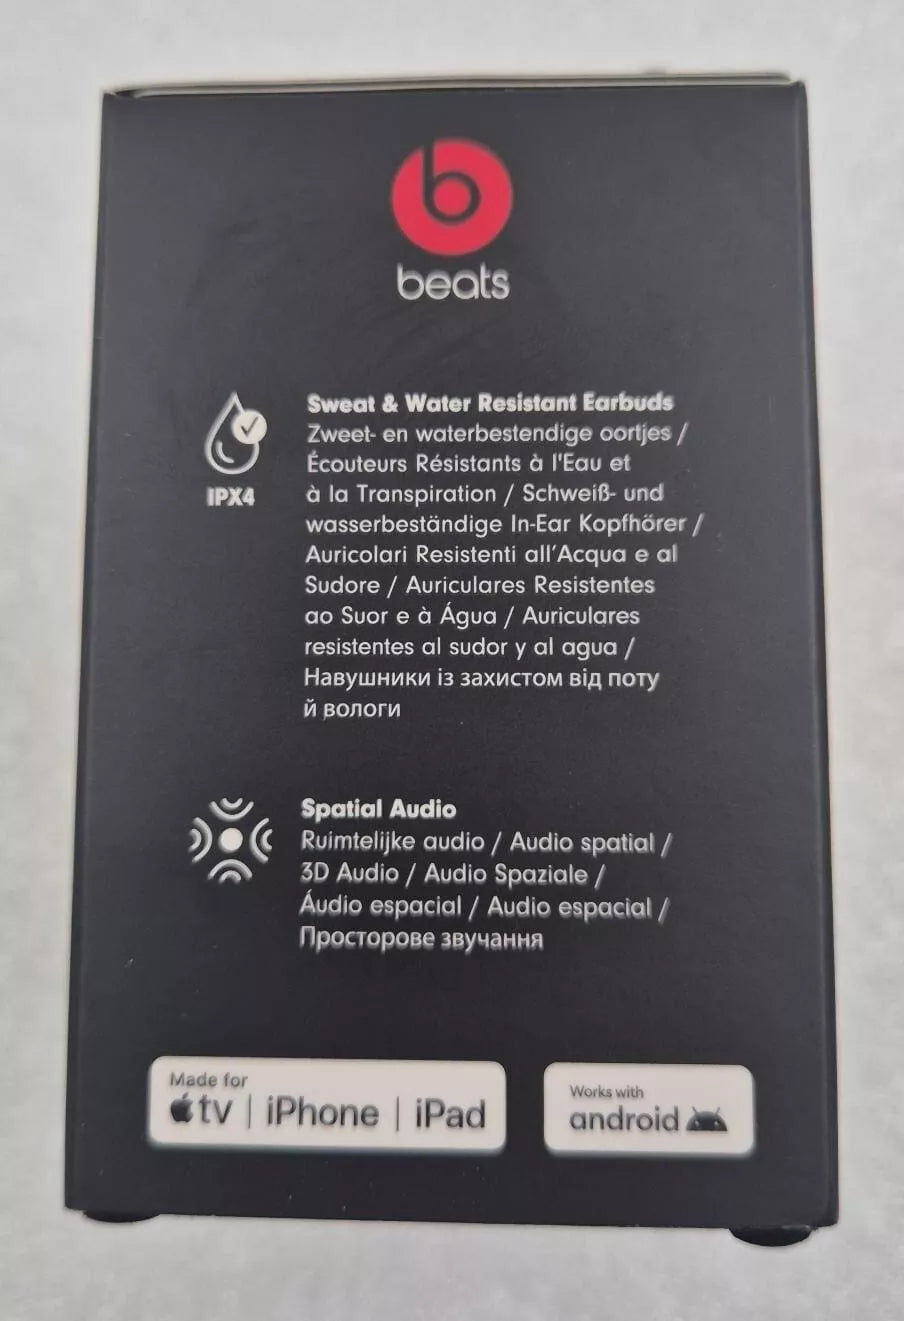 b
beats
IPX4
Sweat & Water Resistant Earbuds
Zweet- en waterbestendige oortjes /
Écouteurs Résistants à l'Eau et
à la Transpiration / Schweiß- und
wasserbeständige In-Ear Kopfhörer /
Auricolari Resistenti all'Acqua e al
Sudore / Auriculares Resistentes
ao Suor e à Água / Auriculares
resistentes al sudor y al agua /
Навушники із захистом від поту
й вологи
Spatial Audio
Ruimtelijke audio / Audio spatial /
3D Audio / Audio Spaziale /
Áudio espacial / Audio espacial /
Просторове звучання
Made for
tv | iPhone | iPad
Works with
android